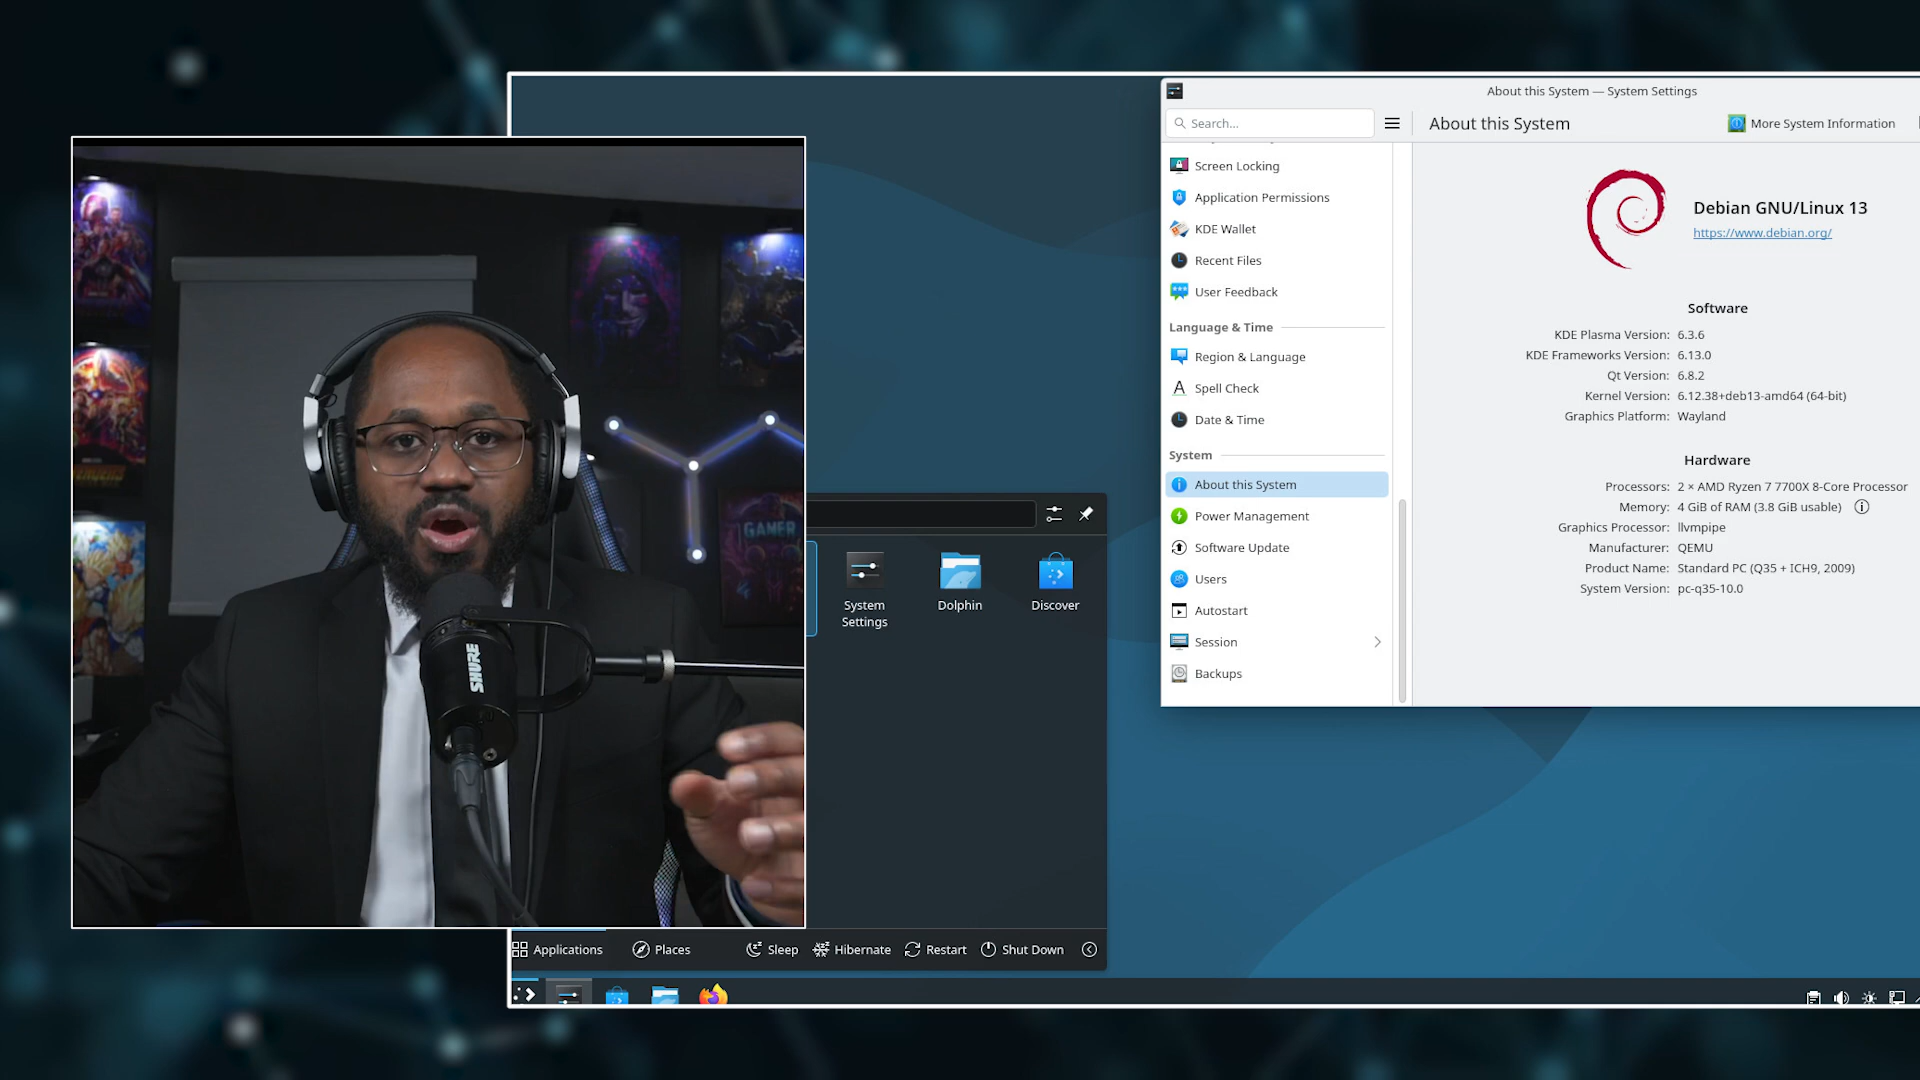 About this System — System Settings
Search...
About this System
More System Information
Screen Locking
Application Permissions
KDE Wallet
Recent Files
User Feedback
Language & Time
Region & Language
Spell Check
Date & Time
System
About this System
Power Management
Software Update
Users
Autostart
Session
Backups
Debian GNU/Linux 13
https://www.debian.org/
Software
KDE Plasma Version: 6.3.6
KDE Frameworks Version: 6.13.0
Qt Version: 6.8.2
Kernel Version: 6.12.38+deb13-amd64 (64-bit)
Graphics Platform: Wayland
Hardware
Processors: 2 × AMD Ryzen 7 7700X 8-Core Processor
Memory: 4 GiB of RAM (3.8 GiB usable)
Graphics Processor: llvmpipe
Manufacturer: QEMU
Product Name: Standard PC (Q35 + ICH9, 2009)
System Version: pc-q35-10.0
System
Settings
Dolphin
Discover
Applications
Places
Sleep
Hibernate
Restart
Shut Down
GAMER
SHURE